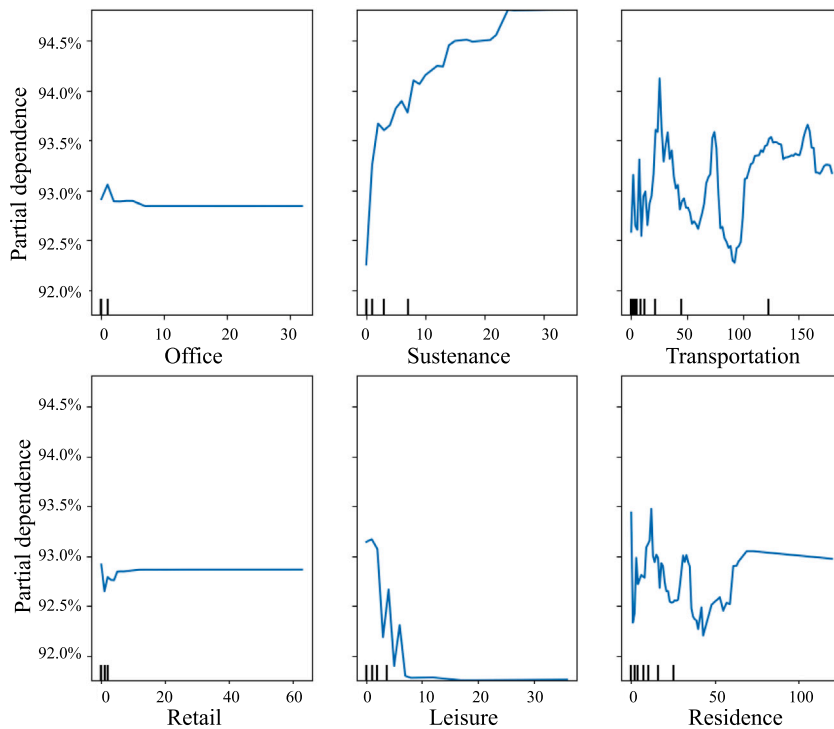 Partial dependence
94.5%
94.0%
93.5%
93.0%
92.5%
92.0%
0 10 20 30
Office
0 10 20 30
Sustenance
0 50 100 150
Transportation
Partial dependence
94.5%
94.0%
93.5%
93.0%
92.5%
92.0%
0 20 40 60
Retail
0 10 20 30
Leisure
0 50 100
Residence